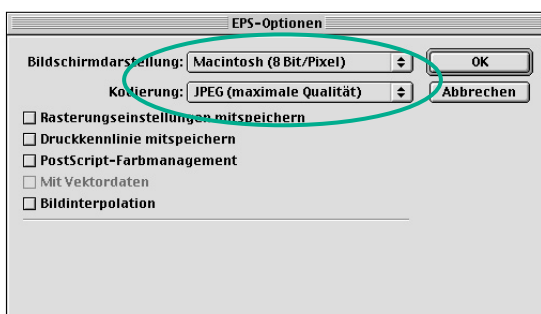 EPS-Optionen
Bildschirmdarstellung: Macintosh (8 Bit/Pixel) OK
Kodierung: JPEG (maximale Qualität) Abbrechen
Rasterungseinstellungen mitspeichern
Druckkennlinie mitspeichern
PostScript-Farbmanagement
Mit Vektordaten
Bildinterpolation